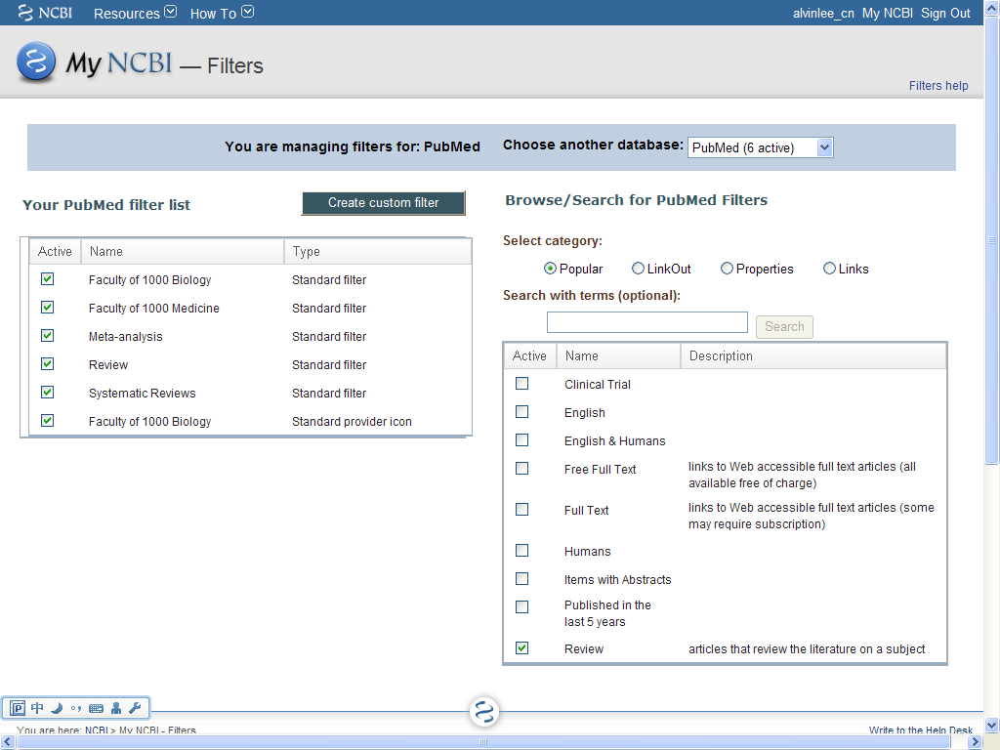 NCBI Resources How To alvinlee_cn My NCBI Sign Out
My NCBI — Filters
Filters help
You are managing filters for: PubMed Choose another database: PubMed (6 active)
Your PubMed filter list Create custom filter
Active Name Type
Faculty of 1000 Biology Standard filter
Faculty of 1000 Medicine Standard filter
Meta-analysis Standard filter
Review Standard filter
Systematic Reviews Standard filter
Faculty of 1000 Biology Standard provider icon
Browse/Search for PubMed Filters
Select category:
Popular LinkOut Properties Links
Search with terms (optional):
Search
Active Name Description
Clinical Trial
English
English & Humans
Free Full Text links to Web accessible full text articles (all
available free of charge)
Full Text links to Web accessible full text articles (some
may require subscription)
Humans
Items with Abstracts
Published in the
last 5 years
Review articles that review the literature on a subject
P 中
You are here: NCBI > My NCBI - Filters Write to the Help Desk